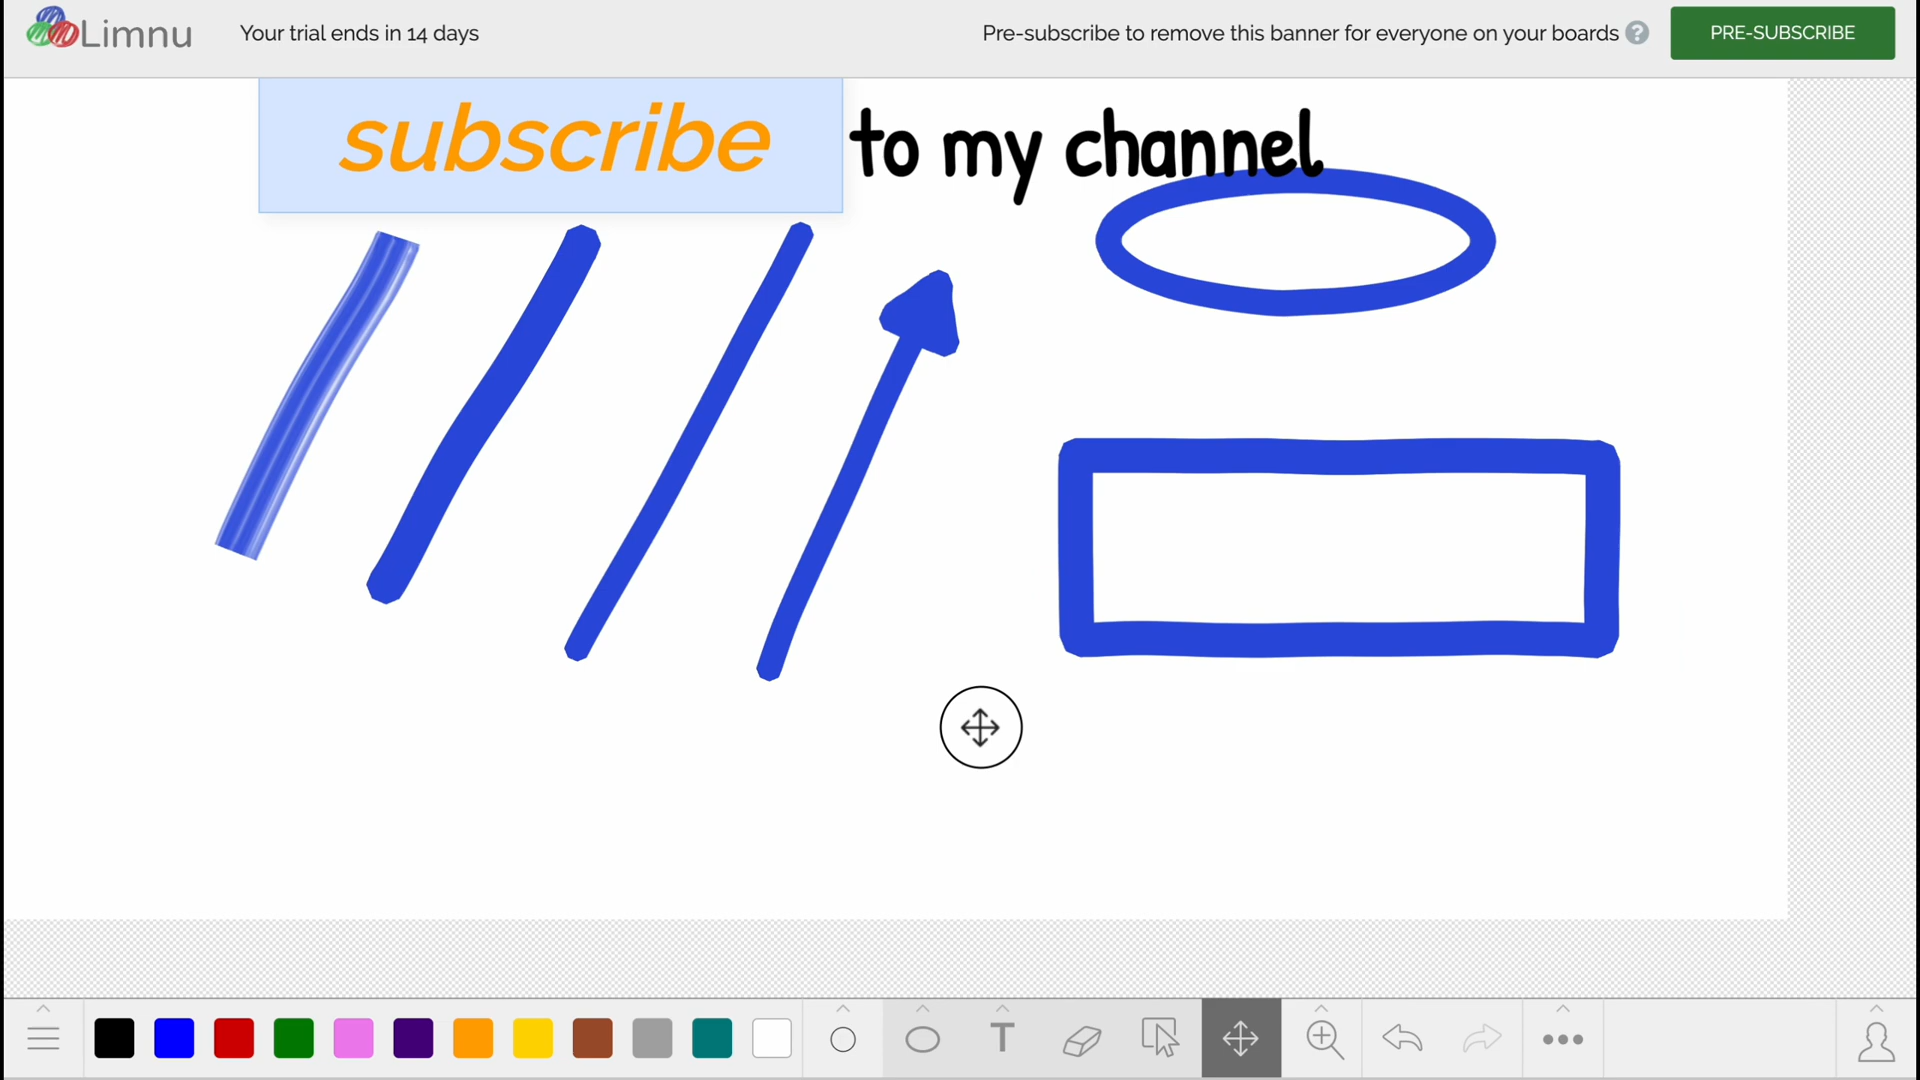 Limnu Your trial ends in 14 days Pre-subscribe to remove this banner for everyone on your boards ? PRE-SUBSCRIBE
subscribe to my channel
T